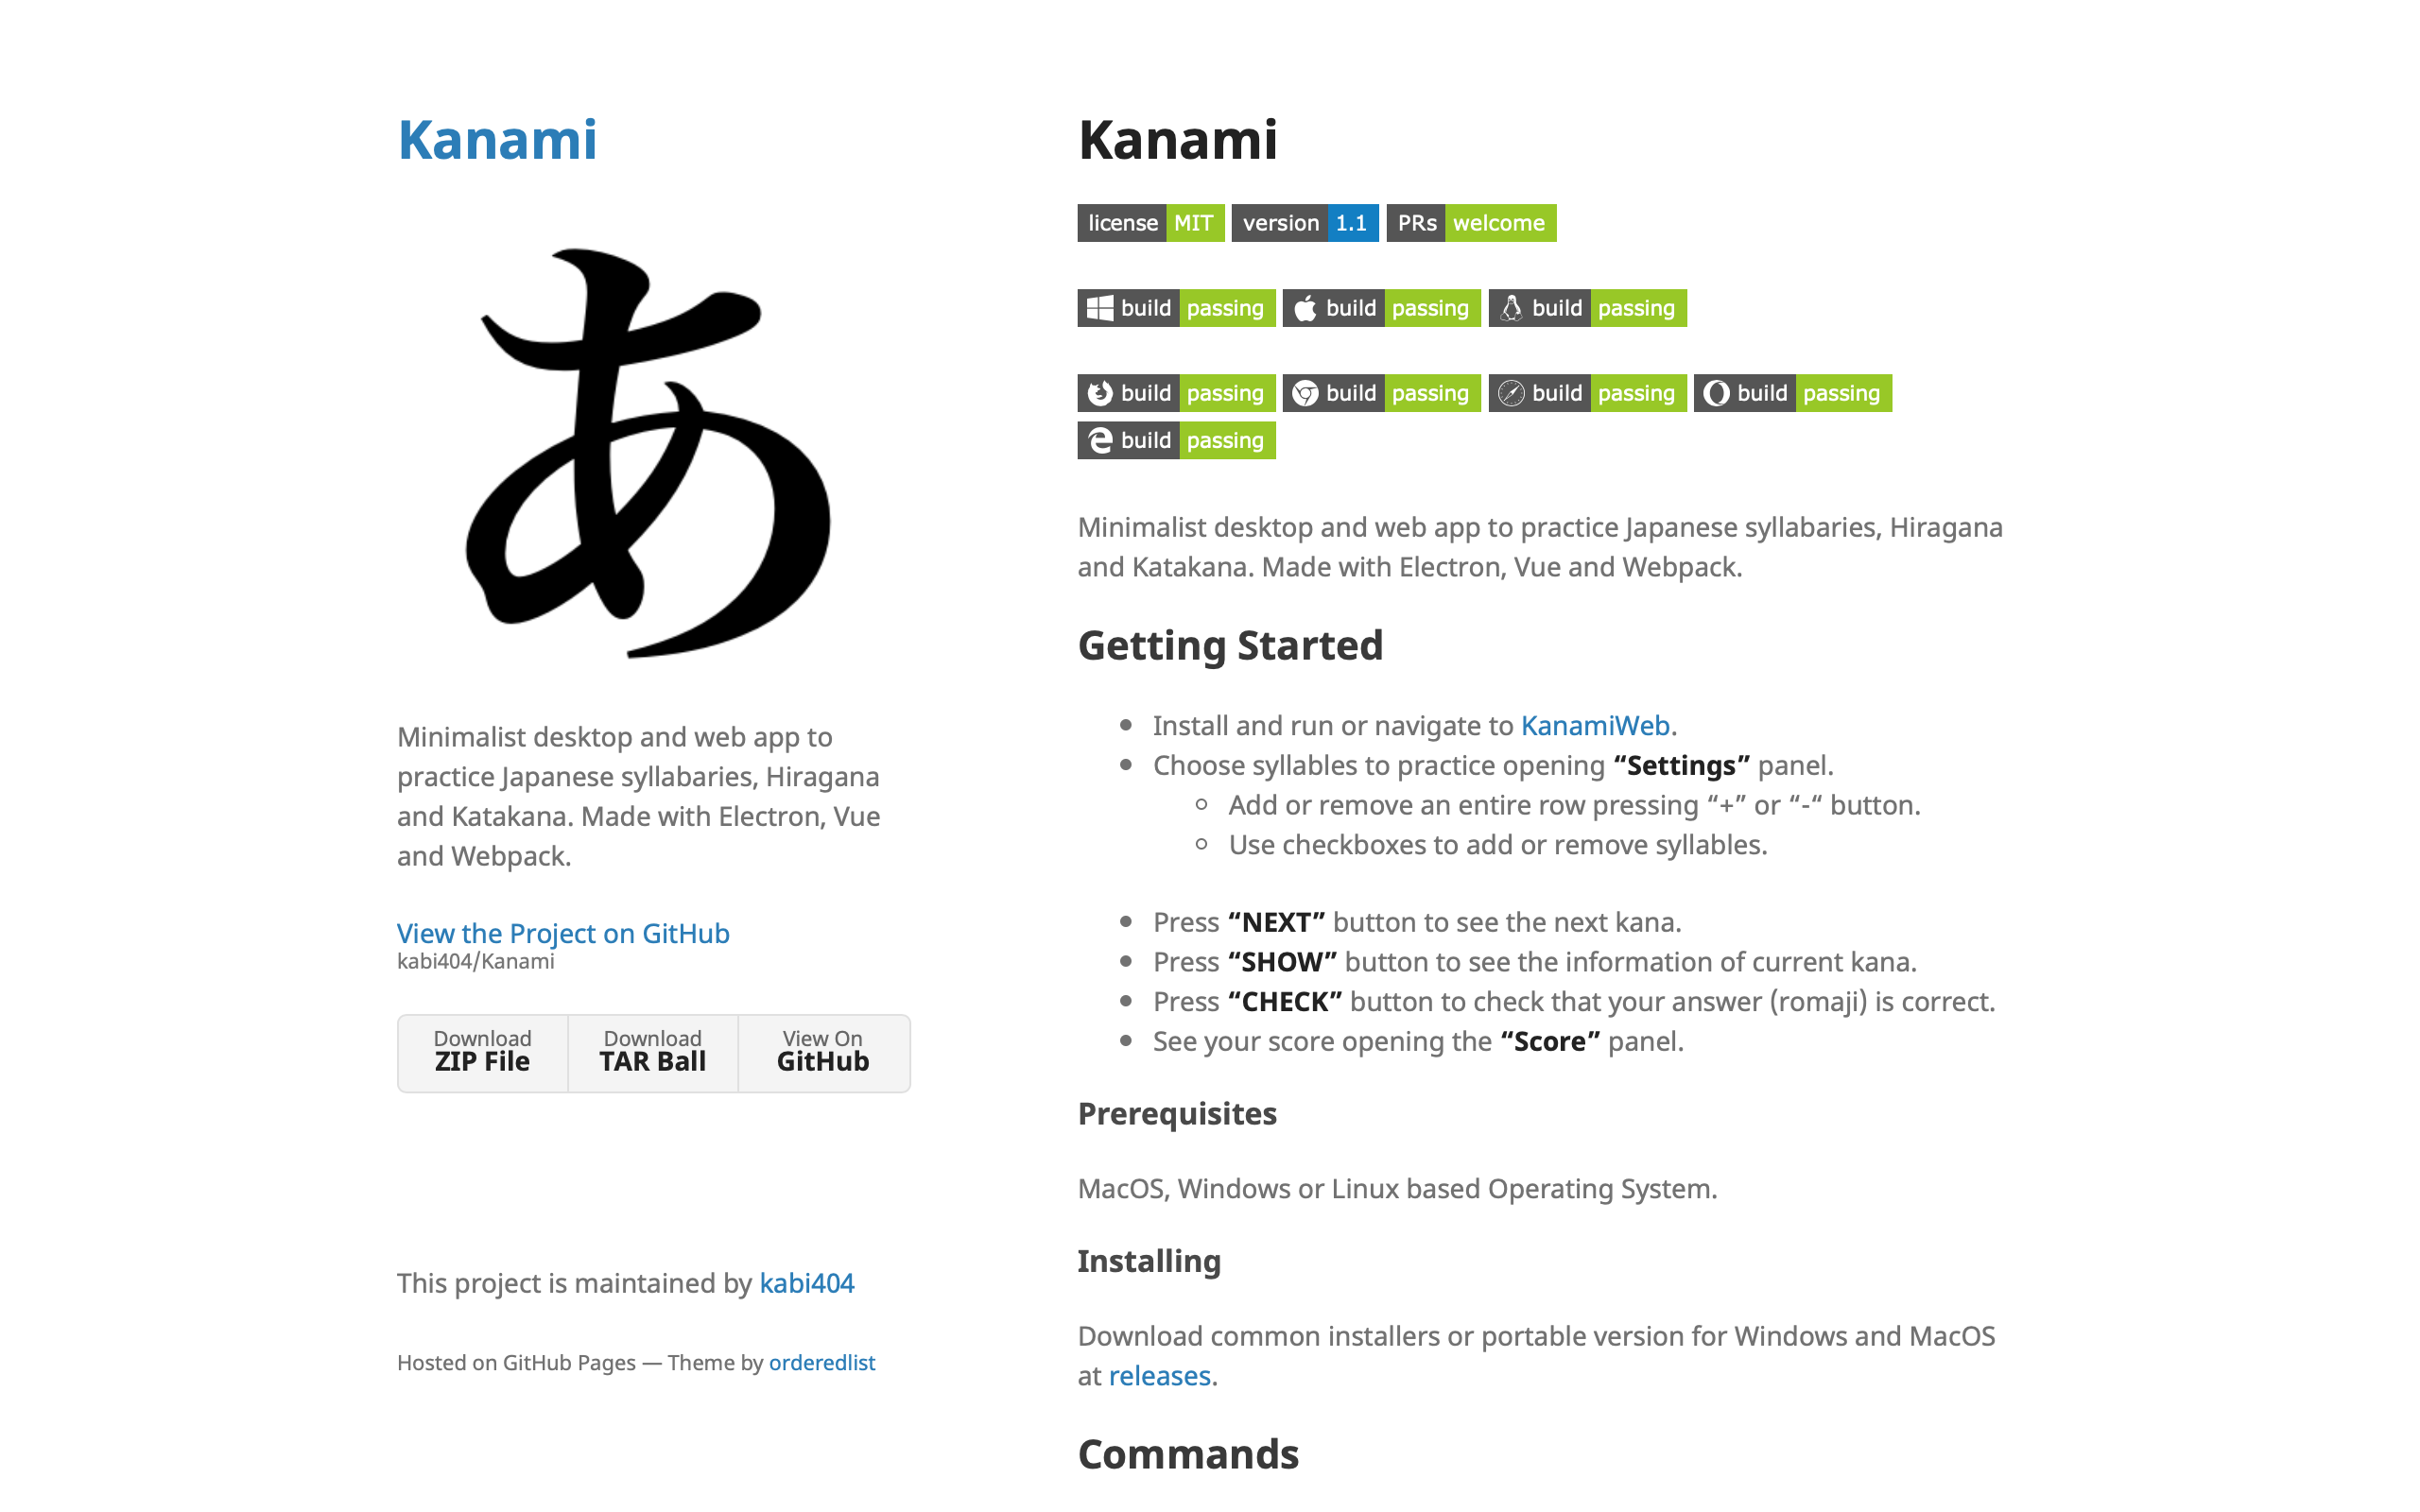 Kanami
あ
Minimalist desktop and web app to
practice Japanese syllabaries, Hiragana
and Katakana. Made with Electron, Vue
and Webpack.
View the Project on GitHub
kabi404/Kanami
Download
ZIP File
Download
TAR Ball
View On
GitHub
This project is maintained by kabi404
Hosted on GitHub Pages — Theme by orderedlist
Kanami
license MIT version 1.1 PRs welcome
build passing build passing build passing
build passing build passing build passing build passing
build passing
Minimalist desktop and web app to practice Japanese syllabaries, Hiragana
and Katakana. Made with Electron, Vue and Webpack.
Getting Started
Install and run or navigate to KanamiWeb.
Choose syllables to practice opening “Settings” panel.
Add or remove an entire row pressing “+” or “-“ button.
Use checkboxes to add or remove syllables.
Press “NEXT” button to see the next kana.
Press “SHOW” button to see the information of current kana.
Press “CHECK” button to check that your answer (romaji) is correct.
See your score opening the “Score” panel.
Prerequisites
MacOS, Windows or Linux based Operating System.
Installing
Download common installers or portable version for Windows and MacOS
at releases.
Commands